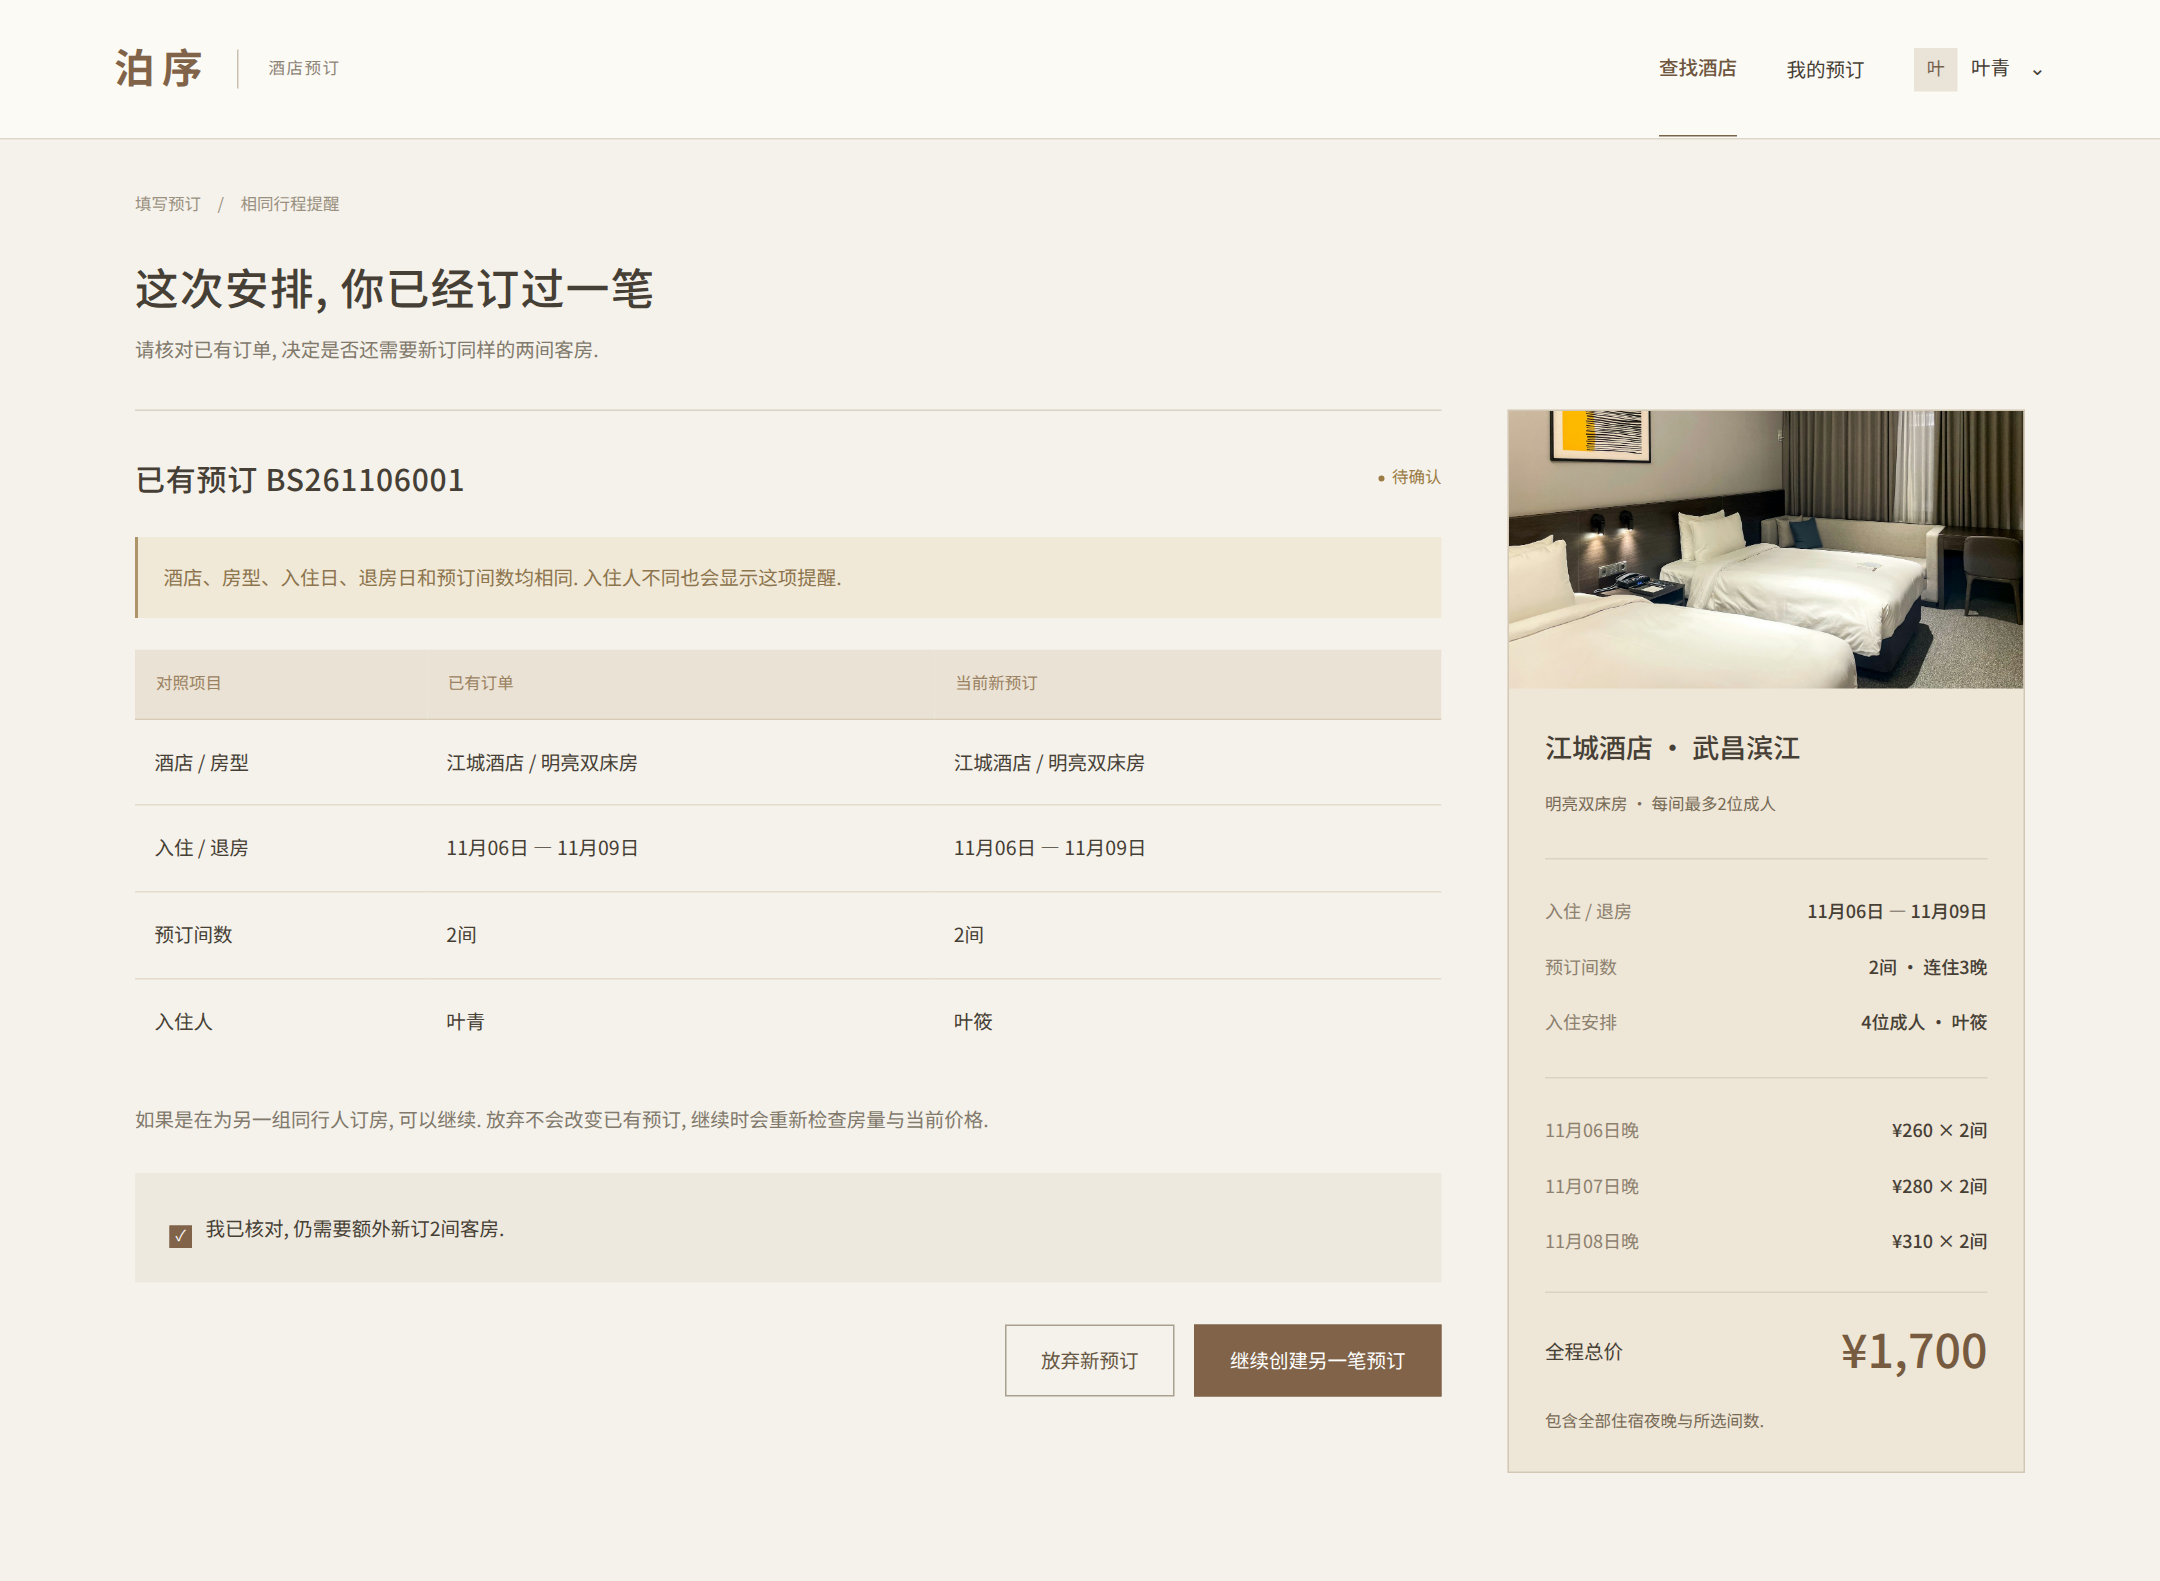 泊序
酒店预订
查找酒店
我的预订
叶
叶青
填写预订 / 相同行程提醒
这次安排, 你已经订过一笔
请核对已有订单, 决定是否还需要新订同样的两间客房.
已有预订 BS261106001
待确认
酒店、房型、入住日、退房日和预订间数均相同. 入住人不同也会显示这项提醒.
对照项目 已有订单 当前新预订
酒店 / 房型 江城酒店 / 明亮双床房 江城酒店 / 明亮双床房
入住 / 退房 11月06日 — 11月09日 11月06日 — 11月09日
预订间数 2间 2间
入住人 叶青 叶筱
如果是在为另一组同行人订房, 可以继续. 放弃不会改变已有预订, 继续时会重新检查房量与当前价格.
我已核对, 仍需要额外新订2间客房.
放弃新预订
继续创建另一笔预订
江城酒店 · 武昌滨江
明亮双床房 · 每间最多2位成人
入住 / 退房 11月06日 — 11月09日
预订间数 2间 · 连住3晚
入住安排 4位成人 · 叶筱
11月06日晚 ¥260 × 2间
11月07日晚 ¥280 × 2间
11月08日晚 ¥310 × 2间
全程总价 ¥1,700
包含全部住宿夜晚与所选间数.